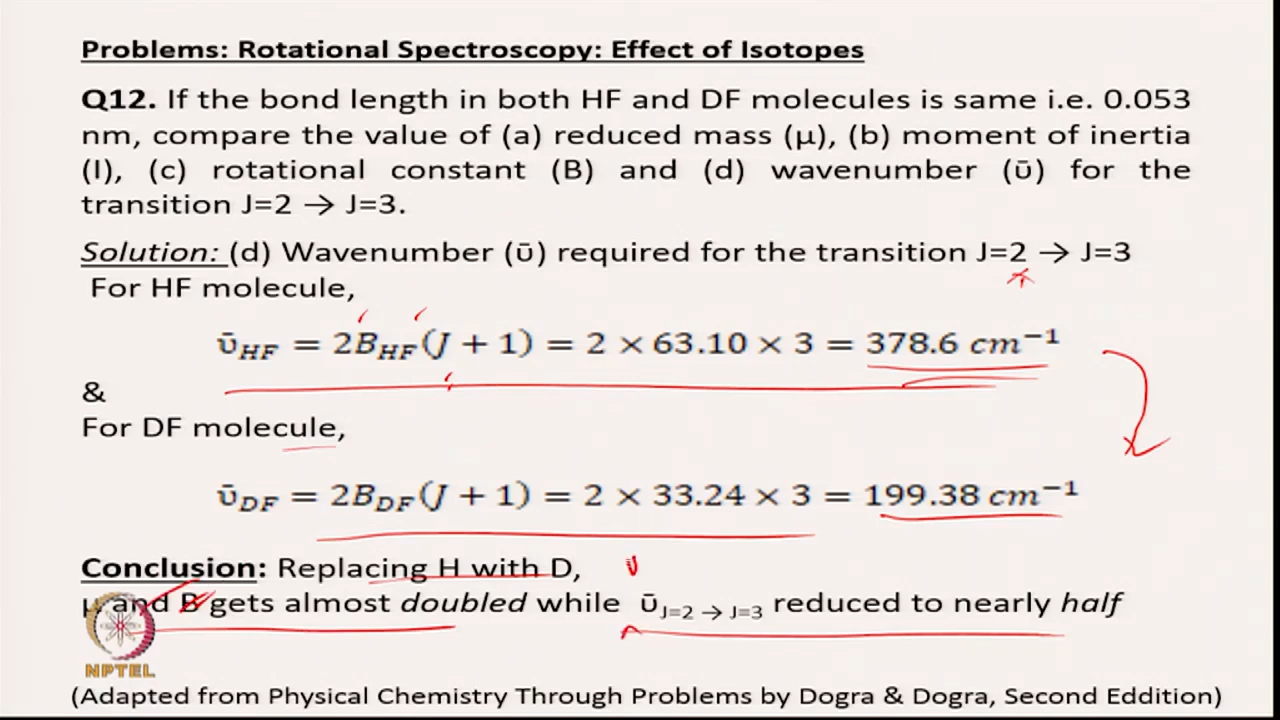 Problems: Rotational Spectroscopy: Effect of Isotopes
Q12. If the bond length in both HF and DF molecules is same i.e. 0.053
nm, compare the value of (a) reduced mass (μ), (b) moment of inertia
(I), (c) rotational constant (B) and (d) wavenumber (ῡ) for the
transition J=2 → J=3.
Solution: (d) Wavenumber (ῡ) required for the transition J=2 → J=3
For HF molecule,
ῡHF = 2BHF(J + 1) = 2 × 63.10 × 3 = 378.6 cm⁻¹
&
For DF molecule,
ῡDF = 2BDF(J + 1) = 2 × 33.24 × 3 = 199.38 cm⁻¹
Conclusion: Replacing H with D,
μ and B gets almost doubled while ῡJ=2 → J=3 reduced to nearly half
NPTEL
(Adapted from Physical Chemistry Through Problems by Dogra & Dogra, Second Eddition)